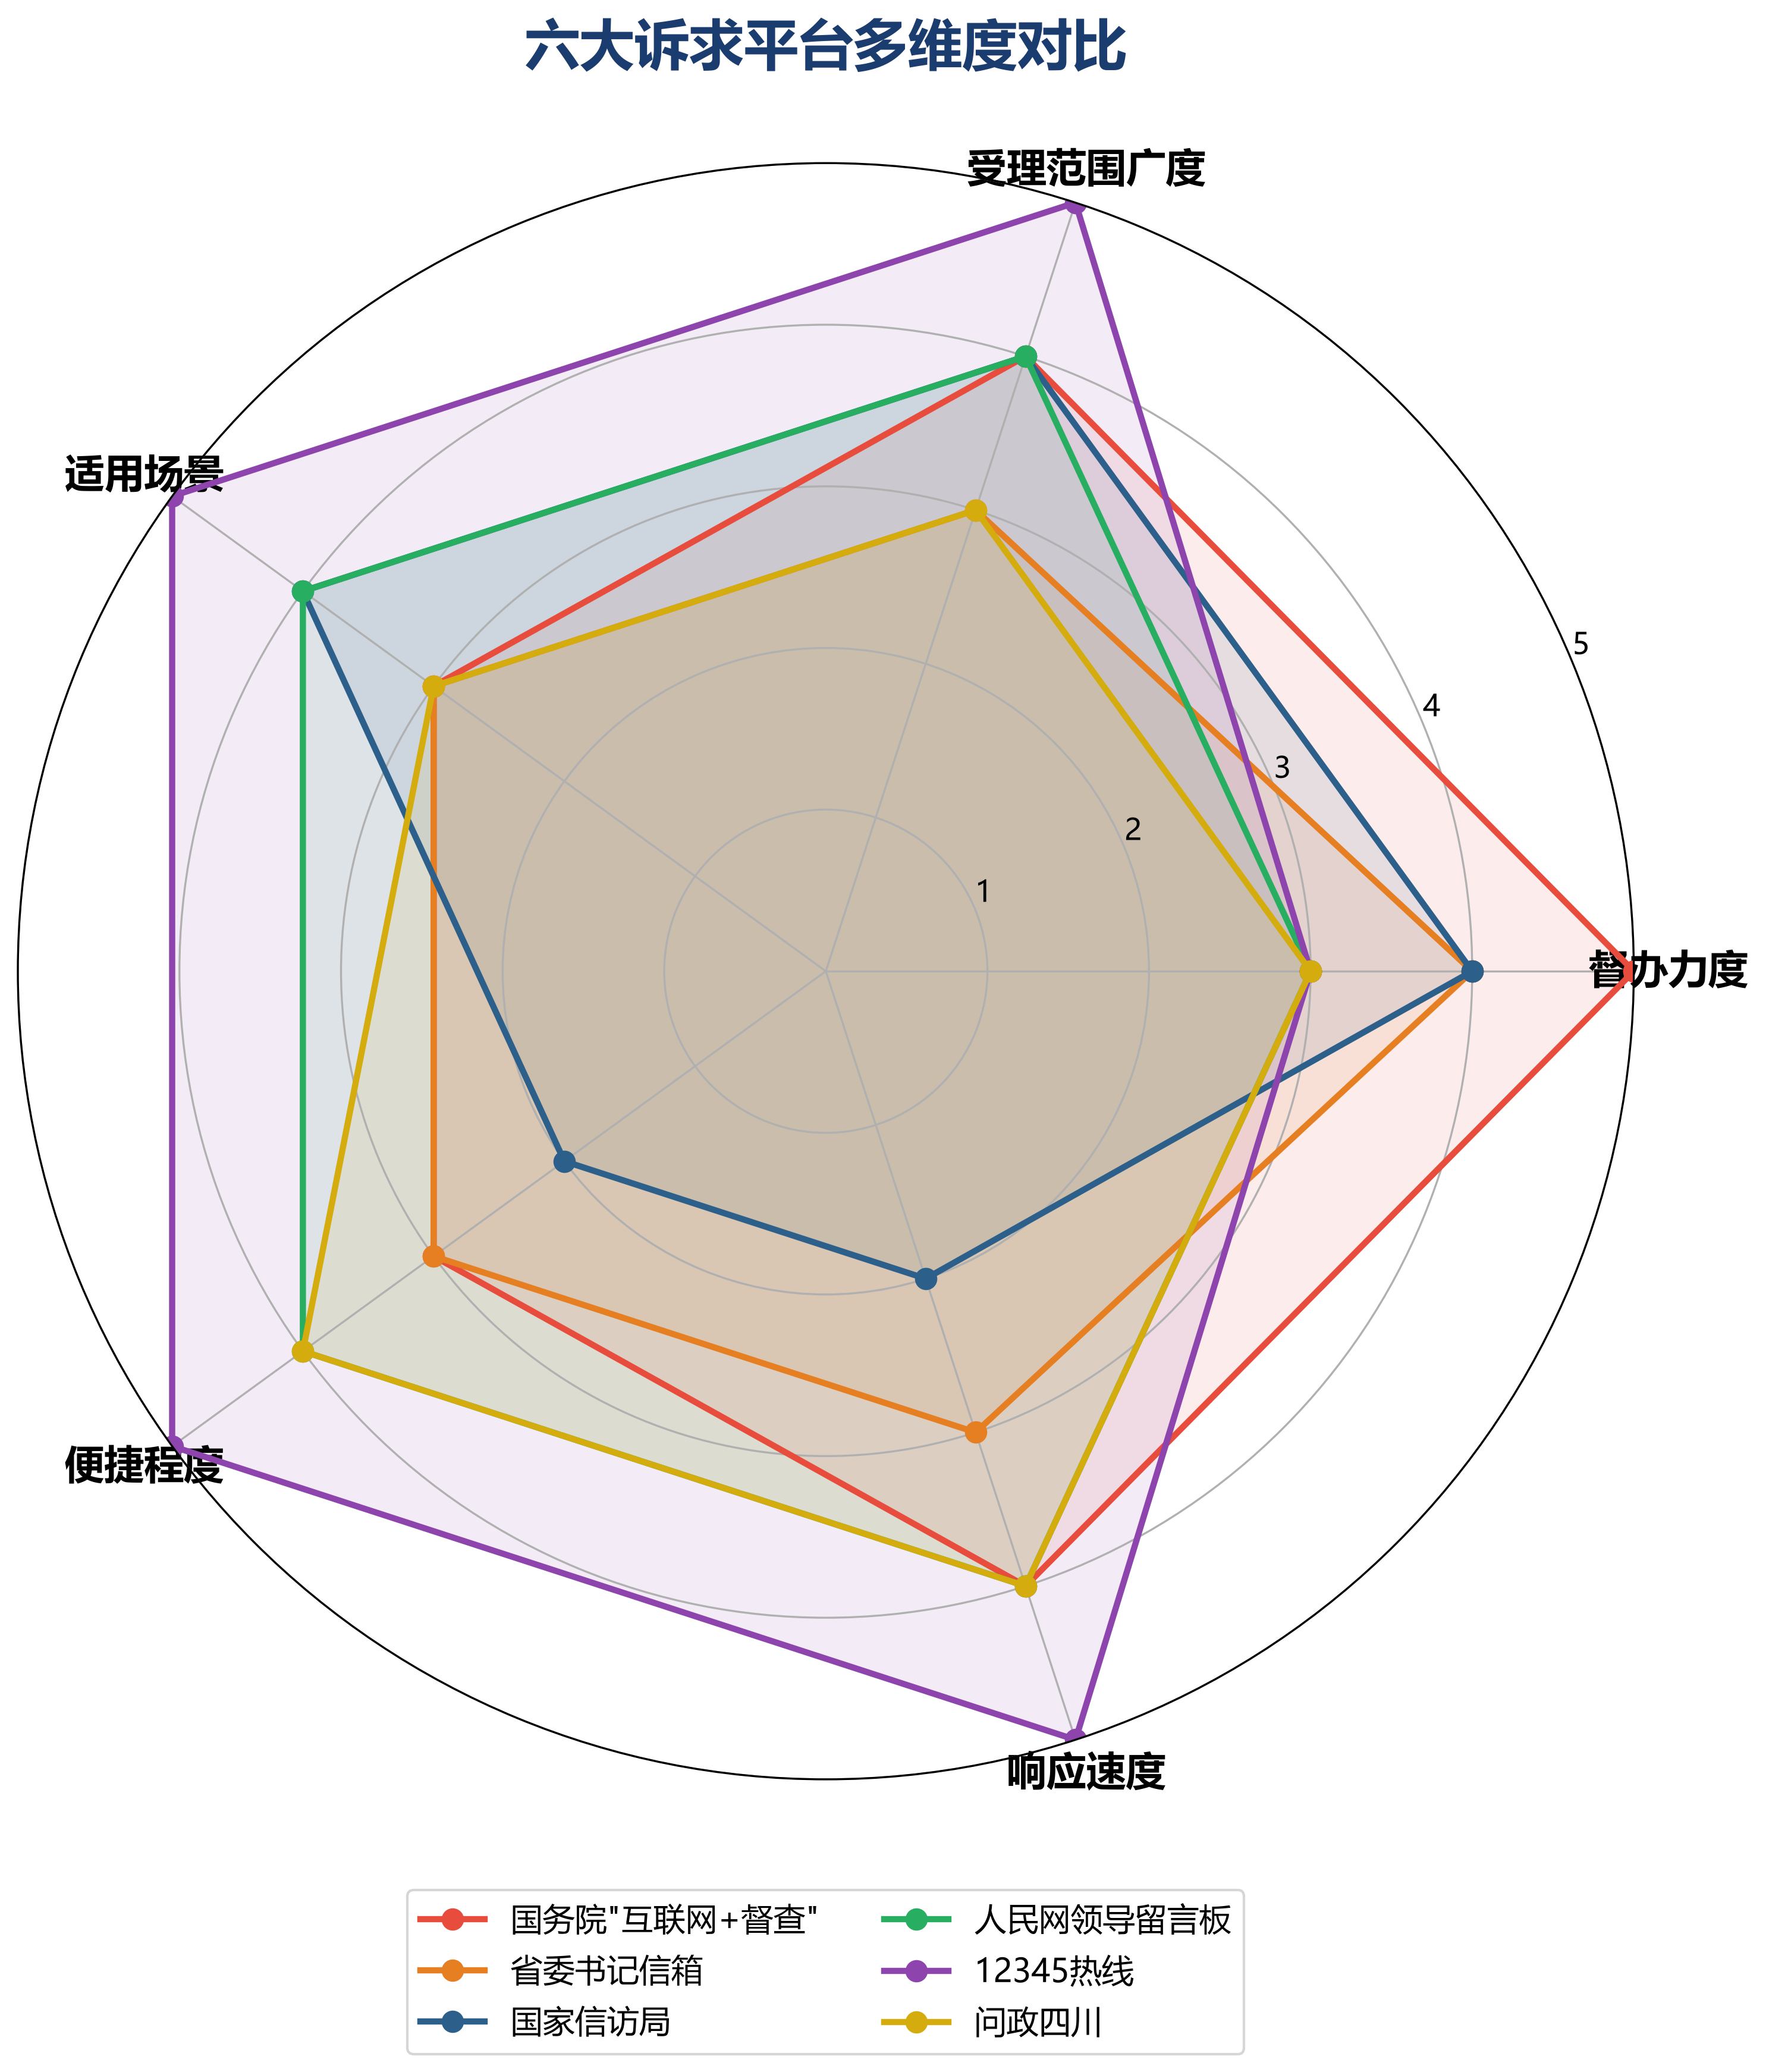 六大诉求平台多维度对比
受理范围广度
适用场景
5
4
3
2
1
督办力度
便捷程度
响应速度
国务院"互联网+督查"
省委书记信箱
国家信访局
人民网领导留言板
12345热线
问政四川